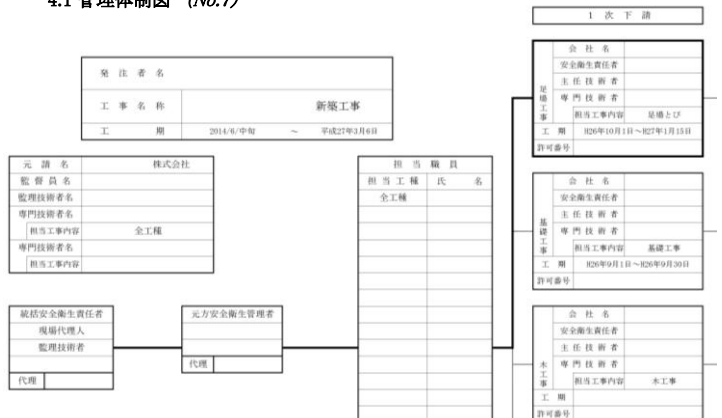 4.1 管理体制図 (No.7)
発注者名
工事名称 新築工事
工期 2014/6/中旬 ～ 平成27年3月6日
元請名 株式会社
監督員名
監理技術者名
専門技術者名
担当工事内容 全工種
専門技術者名
担当工事内容
統括安全衛生責任者
現場代理人
監理技術者
代理
元方安全衛生管理者
代理
担当職員
担当工種 氏名
全工種
1次下請
足場工事
会社名
安全衛生責任者
主任技術者
専門技術者
担当工事内容 足場とび
工期 H26年10月1日～H27年1月15日
許可番号
基礎工事
会社名
安全衛生責任者
主任技術者
専門技術者
担当工事内容 基礎工事
工期 H26年9月1日～H26年9月30日
許可番号
木工事
会社名
安全衛生責任者
主任技術者
専門技術者
担当工事内容 木工事
工期
許可番号